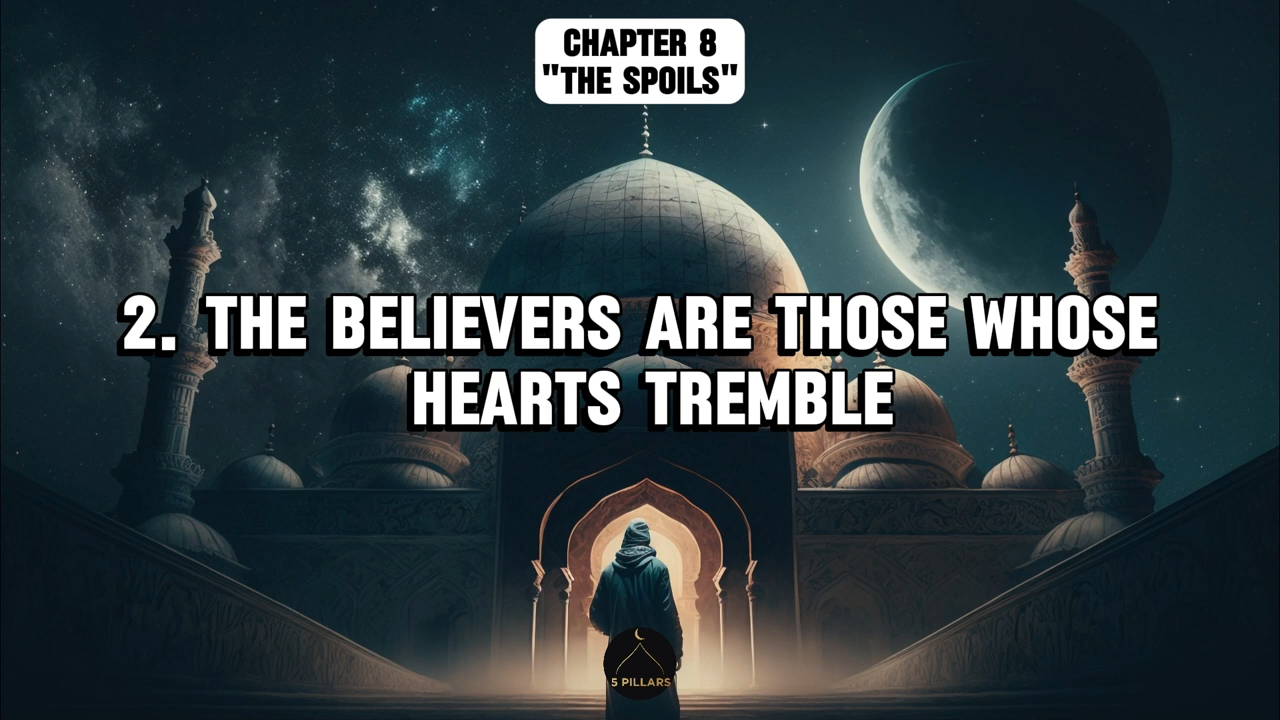 CHAPTER 8
"THE SPOILS"
2. THE BELIEVERS ARE THOSE WHOSE
HEARTS TREMBLE
5 PILLARS